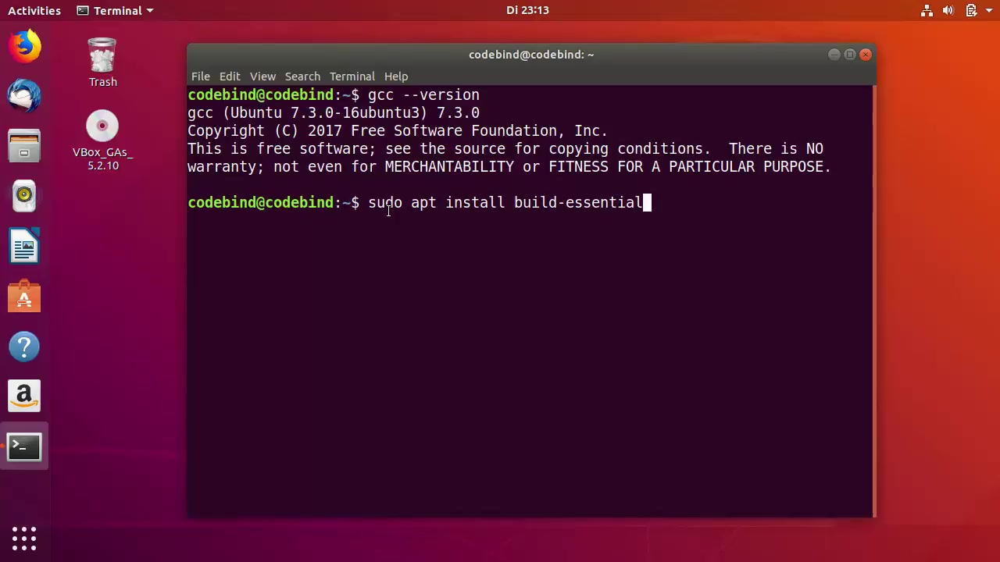 Activities Terminal Di 23:13
Trash
VBox_GAs_
5.2.10
codebind@codebind: ~
File Edit View Search Terminal Help
codebind@codebind:~$ gcc --version
gcc (Ubuntu 7.3.0-16ubuntu3) 7.3.0
Copyright (C) 2017 Free Software Foundation, Inc.
This is free software; see the source for copying conditions.  There is NO
warranty; not even for MERCHANTABILITY or FITNESS FOR A PARTICULAR PURPOSE.
codebind@codebind:~$ sudo apt install build-essential